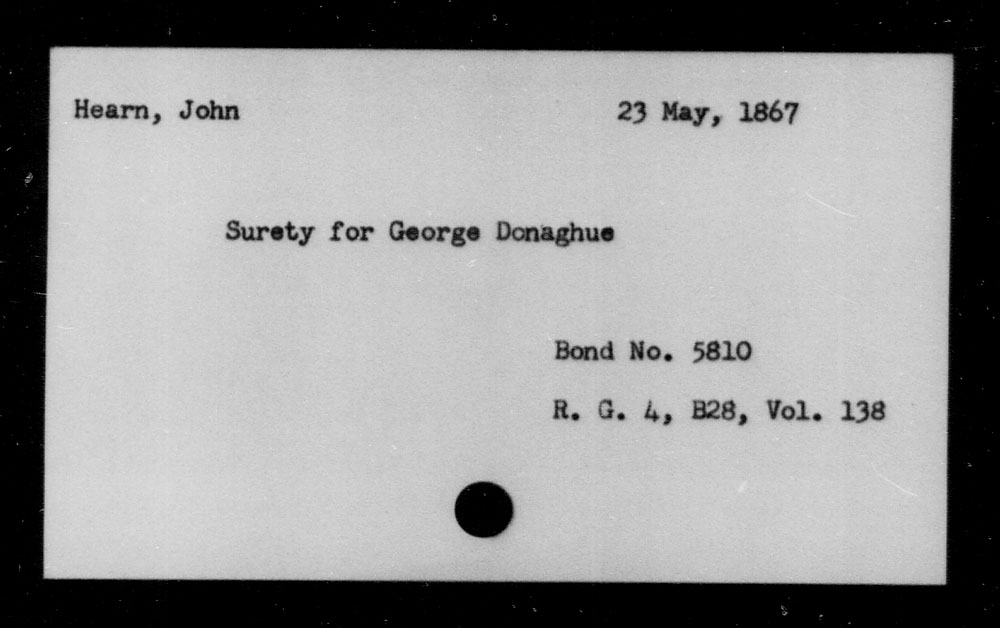 Hearn, John 23 May, 1867
Surety for George Donaghue
Bond No. 5810
R. G. 4, B28, Vol. 138